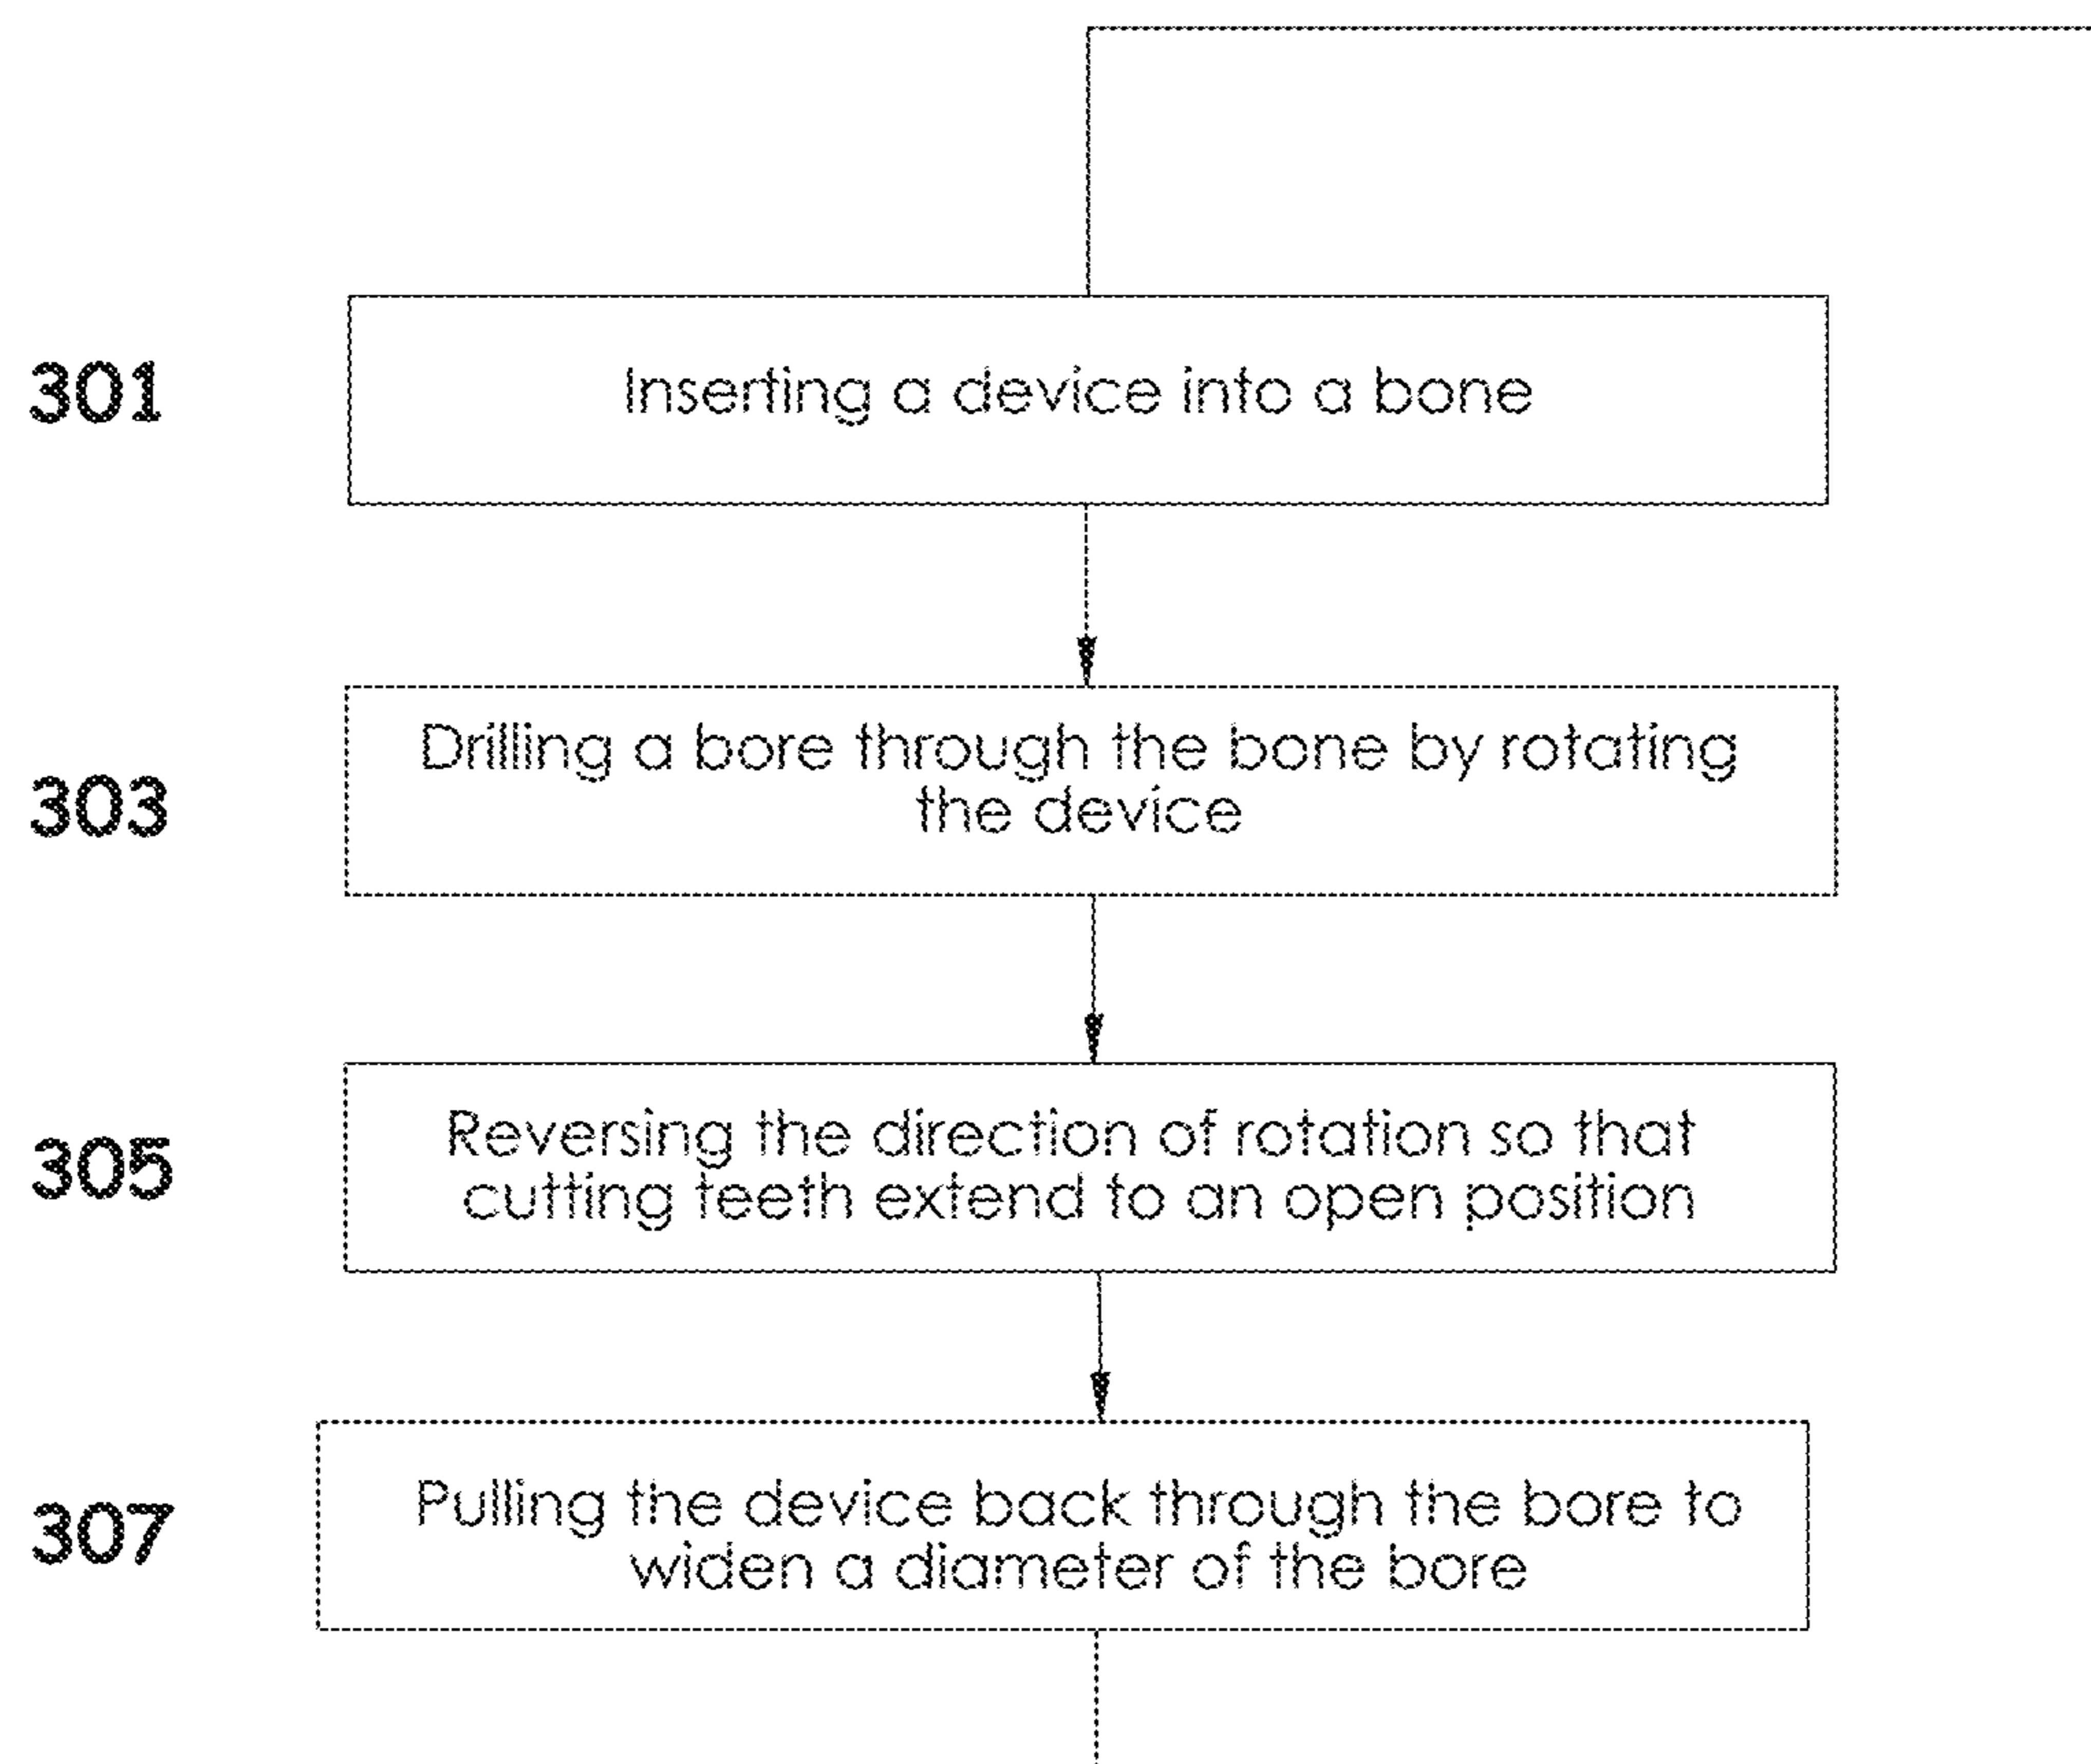 301
Inserting a device into a bone
303
Drilling a bore through the bone by rotating
the device
305
Reversing the direction of rotation so that
cutting teeth extend to an open position
307
Pulling the device back through the bore to
widen a diameter of the bore